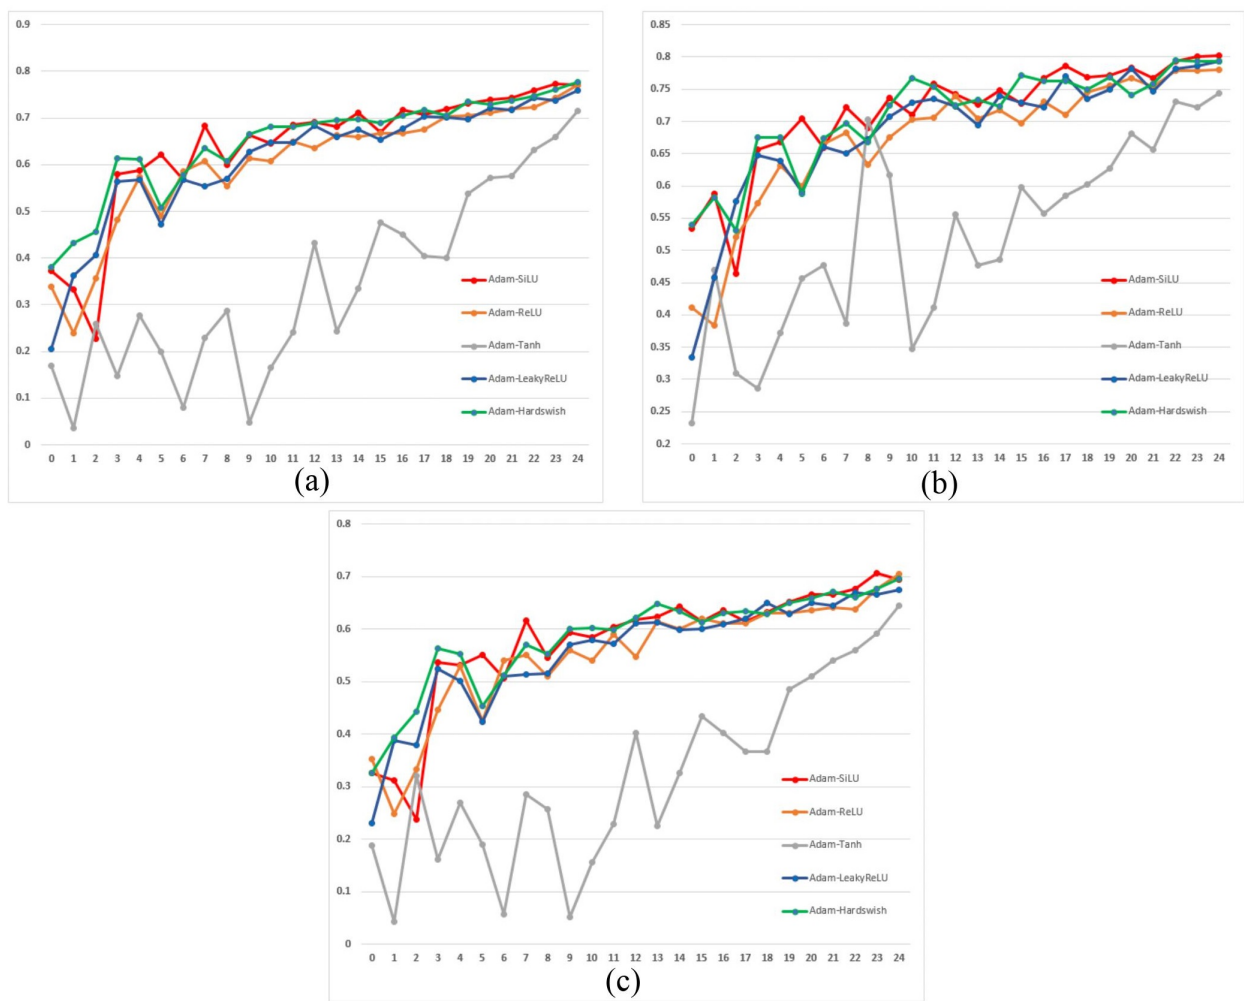 0.9
0.8
0.7
0.6
0.5
0.4
0.3
0.2
0.1
0
Adam-SiLU
Adam-ReLU
Adam-Tanh
Adam-LeakyReLU
Adam-Hardswish
0 1 2 3 4 5 6 7 8 9 10 11 12 13 14 15 16 17 18 19 20 21 22 23 24
(a)
0.85
0.8
0.75
0.7
0.65
0.6
0.55
0.5
0.45
0.4
0.35
0.3
0.25
0.2
Adam-SiLU
Adam-ReLU
Adam-Tanh
Adam-LeakyReLU
Adam-Hardswish
0 1 2 3 4 5 6 7 8 9 10 11 12 13 14 15 16 17 18 19 20 21 22 23 24
(b)
0.8
0.7
0.6
0.5
0.4
0.3
0.2
0.1
0
Adam-SiLU
Adam-ReLU
Adam-Tanh
Adam-LeakyReLU
Adam-Hardswish
0 1 2 3 4 5 6 7 8 9 10 11 12 13 14 15 16 17 18 19 20 21 22 23 24
(c)